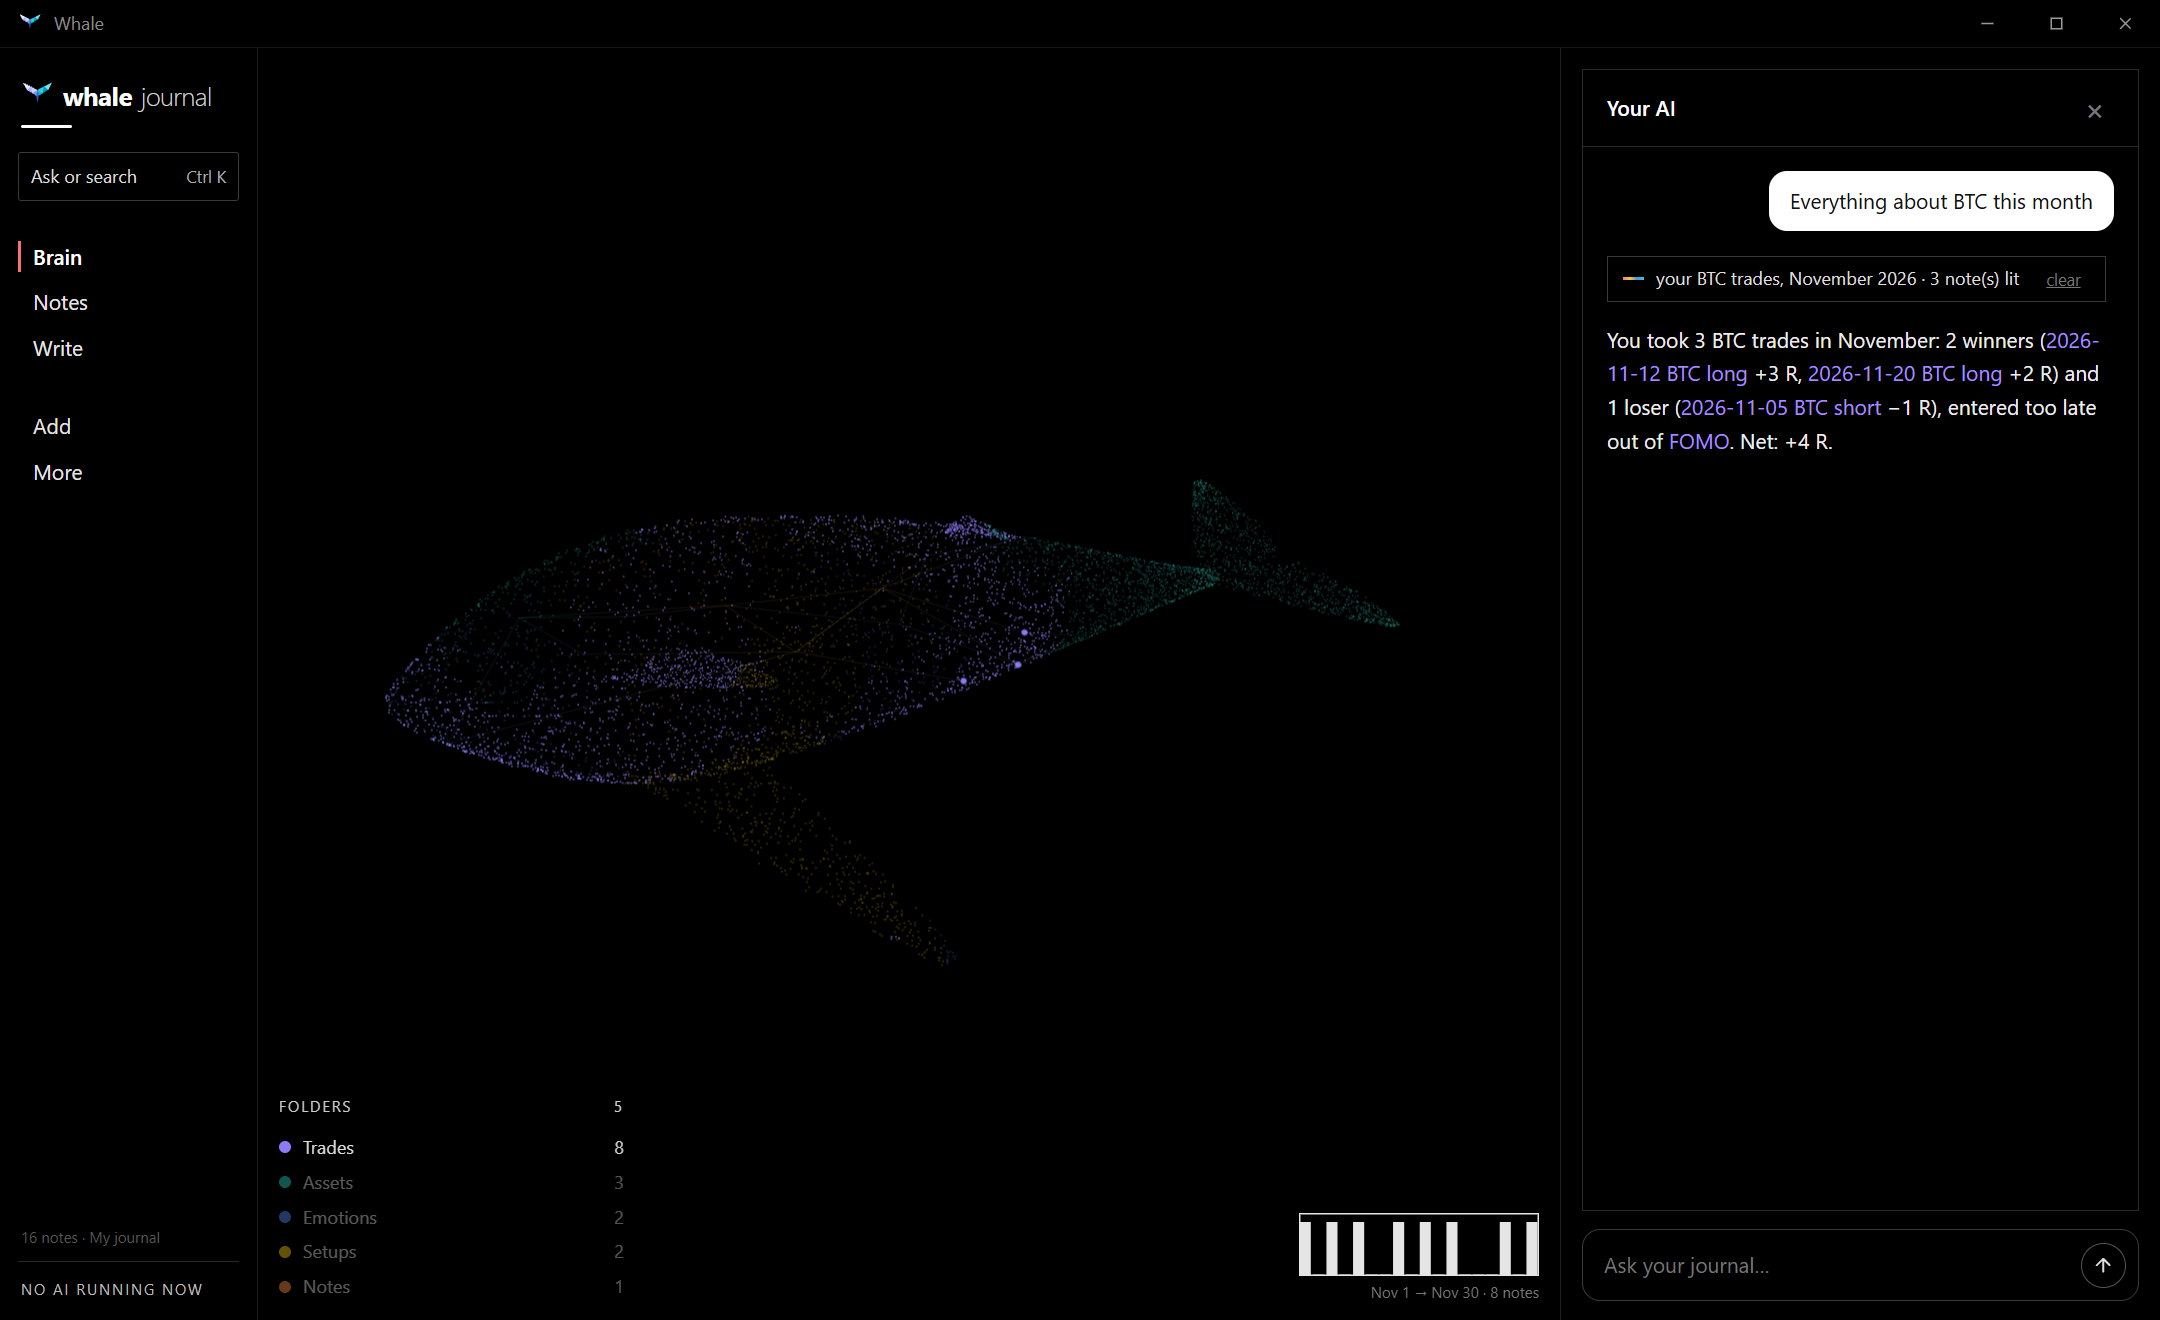 Whale
whale journal
Ask or search Ctrl K
Brain
Notes
Write
Add
More
16 notes · My journal
NO AI RUNNING NOW
FOLDERS 5
Trades 8
Assets 3
Emotions 2
Setups 2
Notes 1
Nov 1 → Nov 30 · 8 notes
Your AI
Everything about BTC this month
your BTC trades, November 2026 · 3 note(s) lit clear
You took 3 BTC trades in November: 2 winners (2026-
11-12 BTC long +3 R, 2026-11-20 BTC long +2 R) and
1 loser (2026-11-05 BTC short −1 R), entered too late
out of FOMO. Net: +4 R.
Ask your journal...